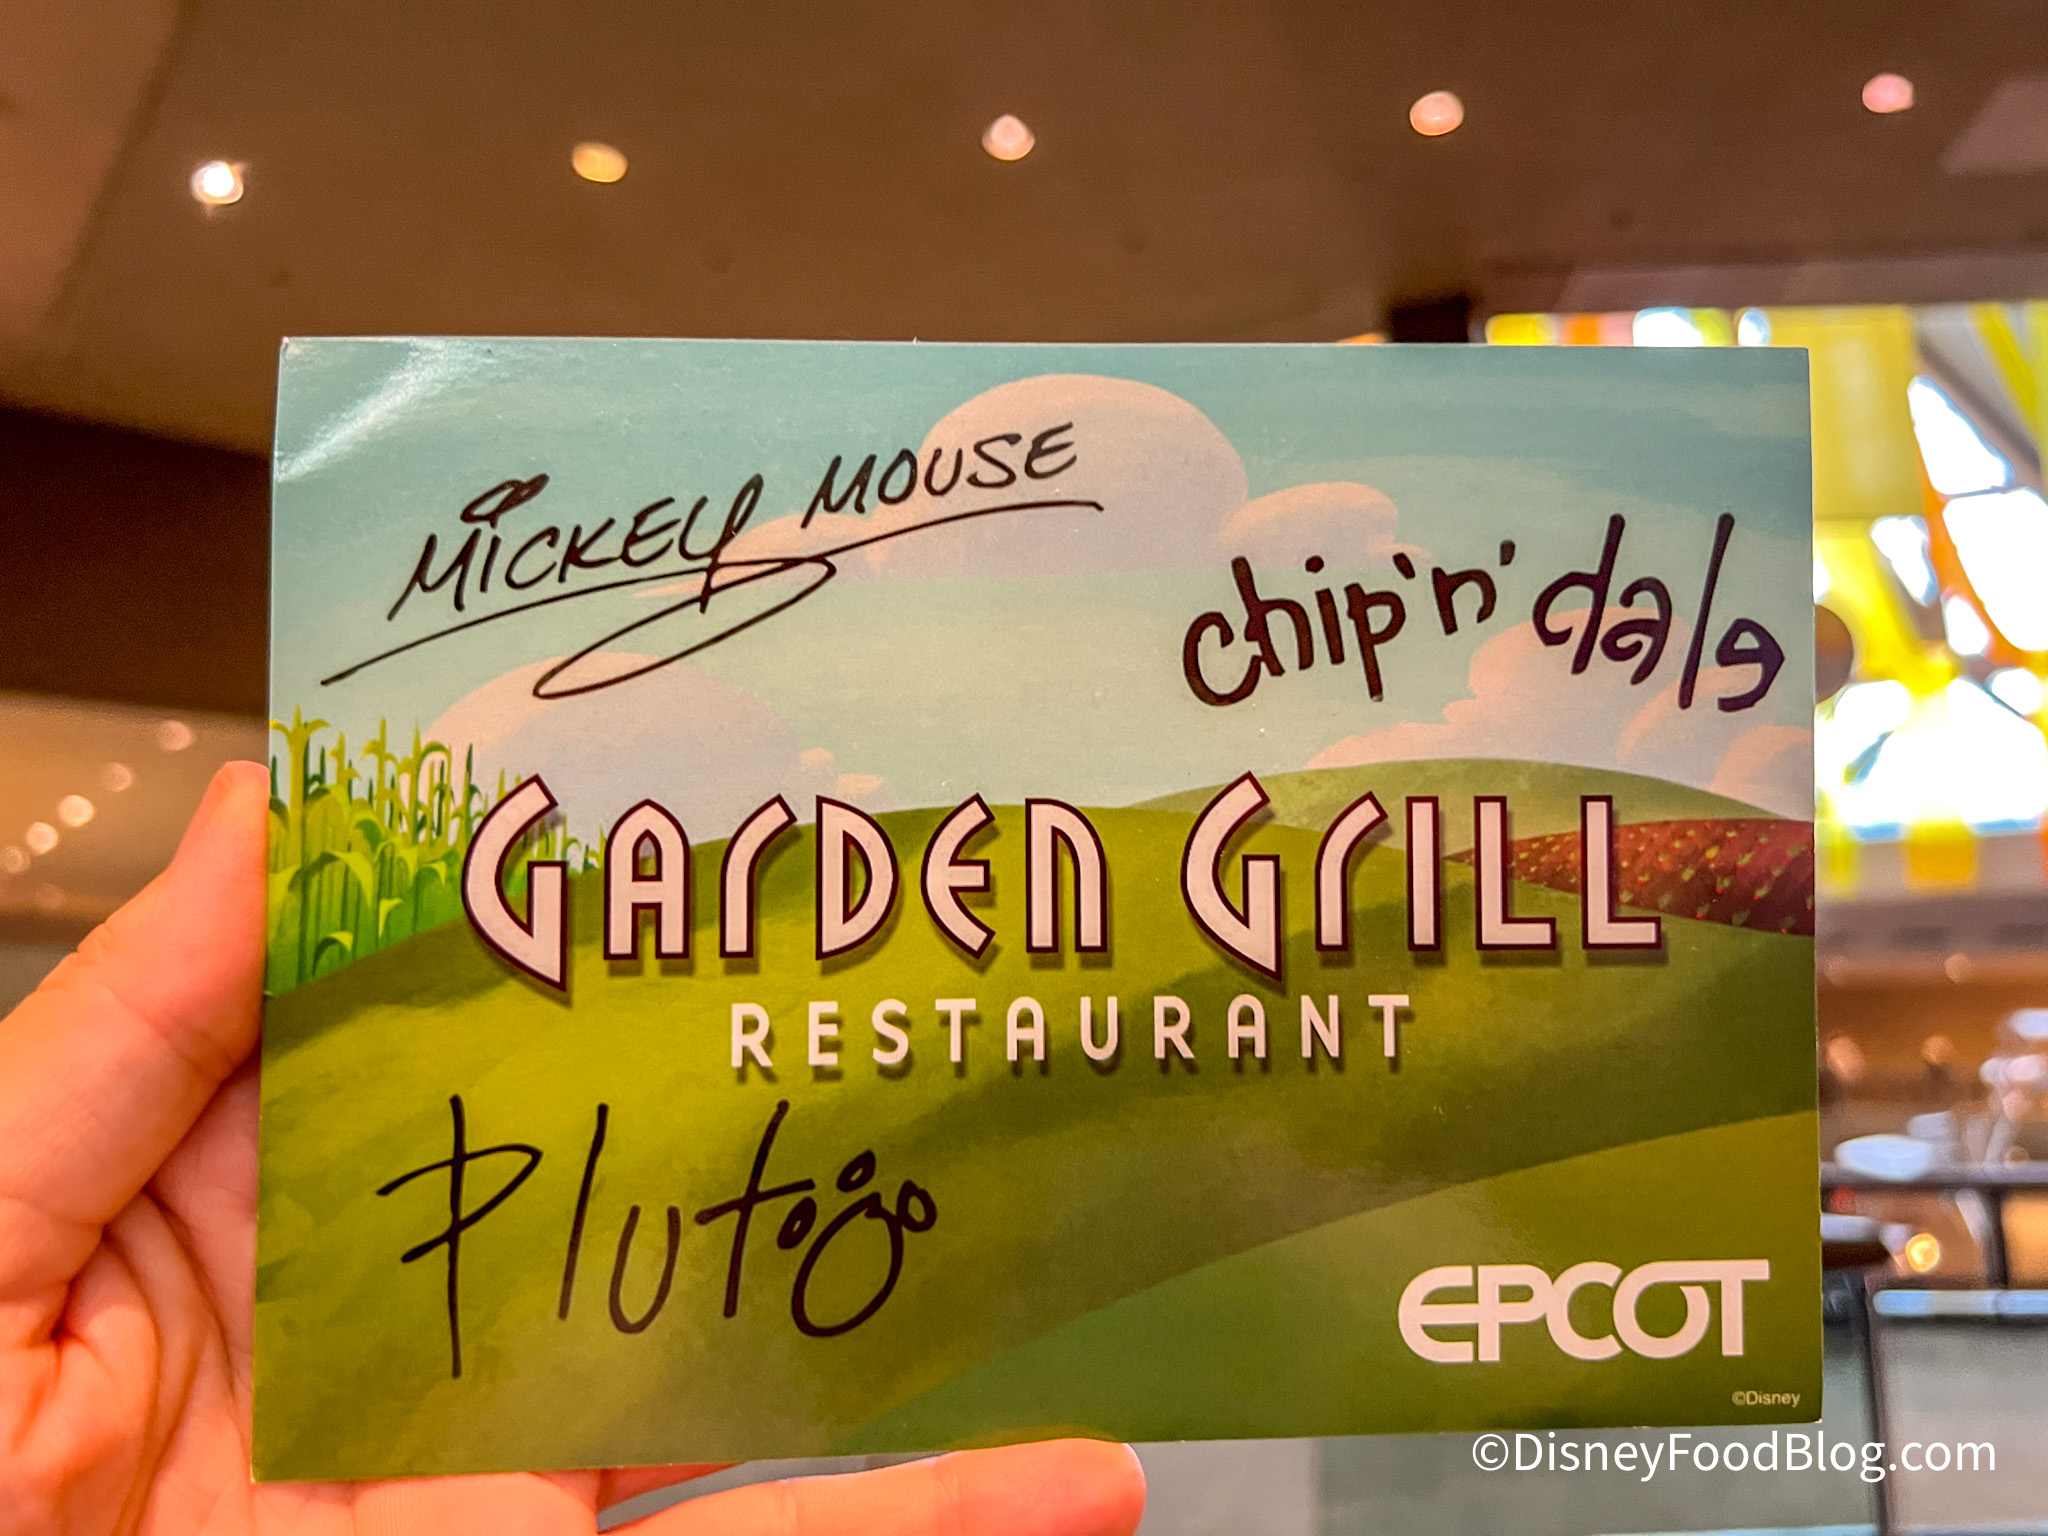 MiCKEY MOUSE
chip 'n' dale
GARDEN GRILL
RESTAURANT
Pluto
EPCOT
©Disney
©DisneyFoodBlog.com